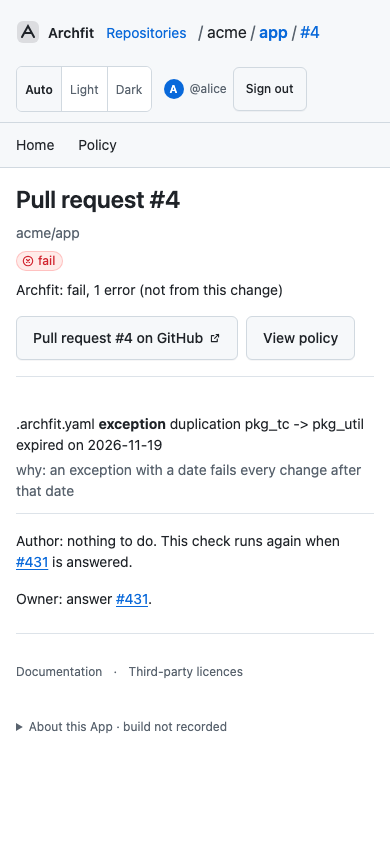 Archfit Repositories / acme / app / #4
Auto Light Dark A @alice Sign out
Home Policy
Pull request #4
acme/app
fail
Archfit: fail, 1 error (not from this change)
Pull request #4 on GitHub View policy
.archfit.yaml exception duplication pkg_tc -> pkg_util
expired on 2026-11-19
why: an exception with a date fails every change after
that date
Author: nothing to do. This check runs again when
#431 is answered.
Owner: answer #431.
Documentation · Third-party licences
About this App · build not recorded